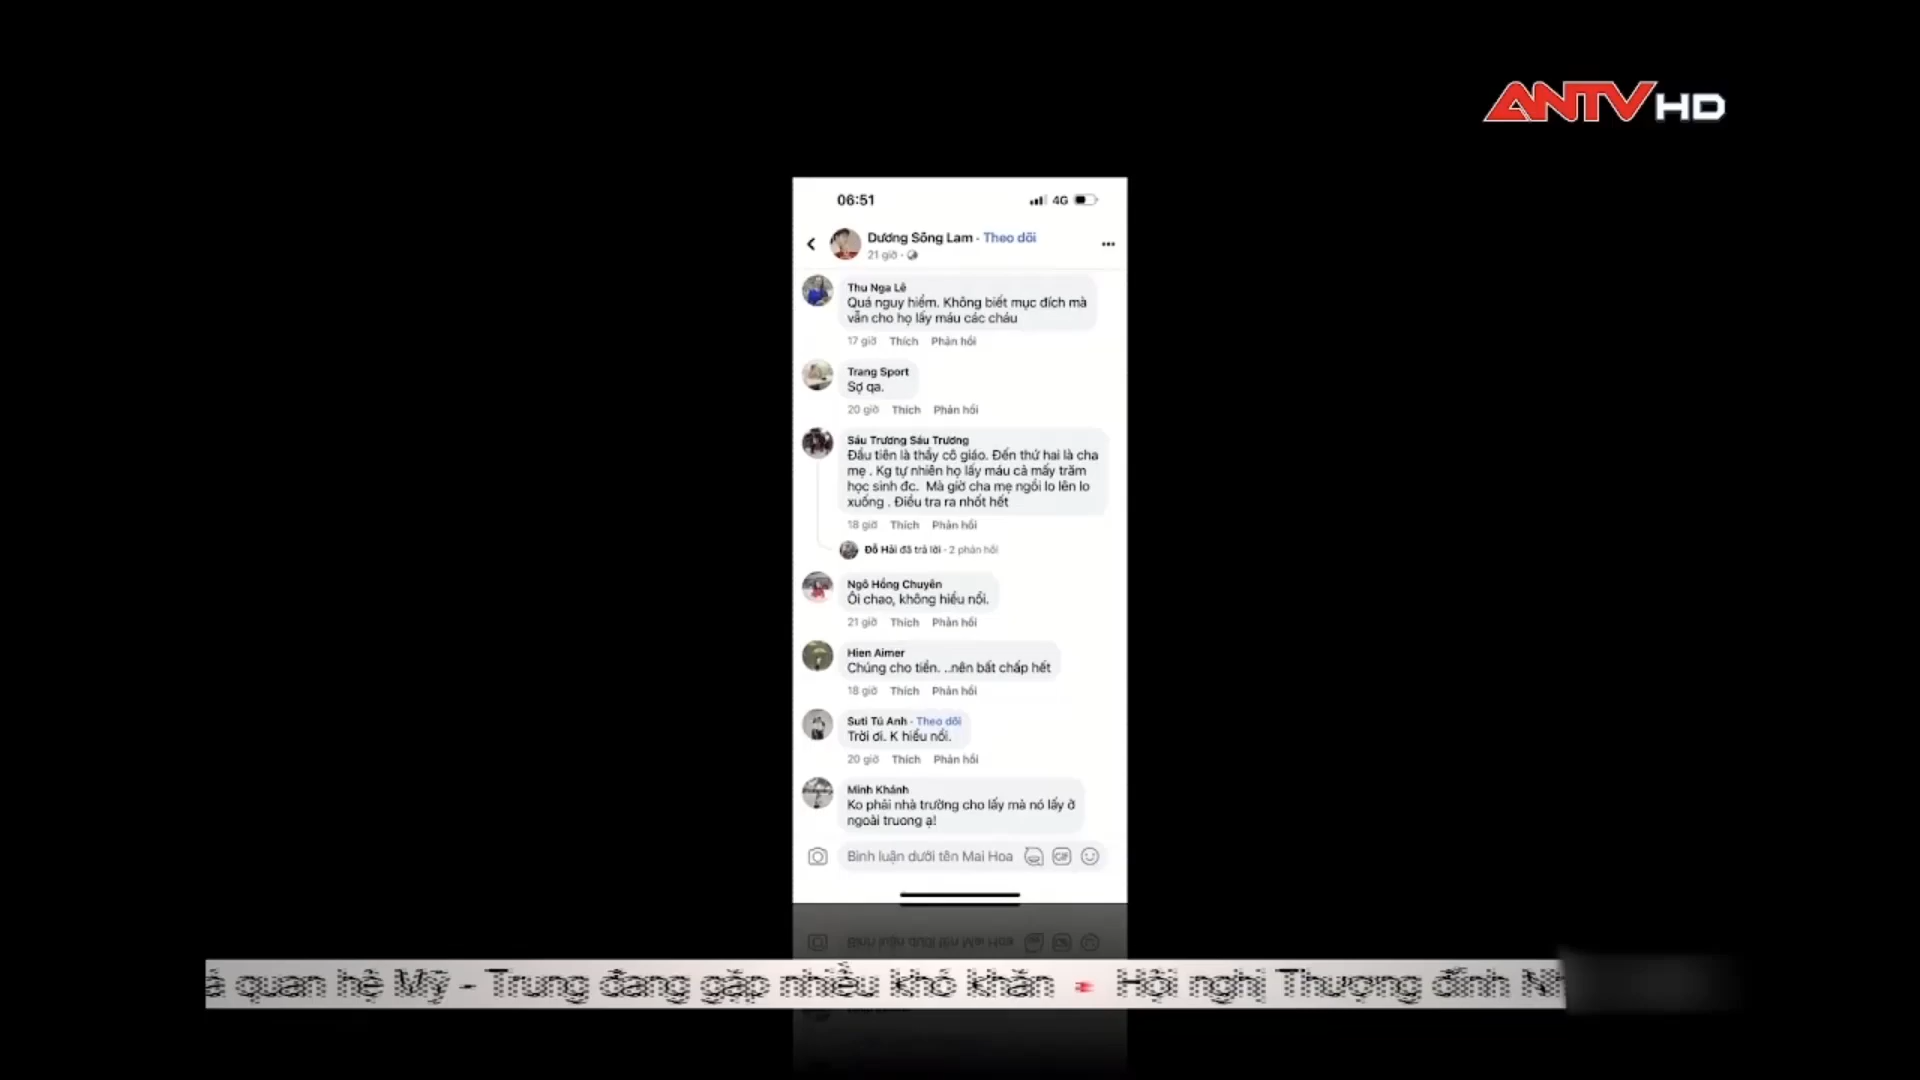 ANTV HD
06:51
4G
Dương Sông Lam · Theo dõi
21 giờ ·
Thu Nga Lê
Quá nguy hiểm. Không biết mục đích mà
vẫn cho họ lấy máu các cháu
17 giờ Thích Phản hồi
Trang Sport
Sợ qa.
20 giờ Thích Phản hồi
Sáu Trương Sáu Trương
Đầu tiên là thầy cô giáo. Đến thứ hai là cha
mẹ . Kg tự nhiên họ lấy máu cả mấy trăm
học sinh đc. Mà giờ cha mẹ ngồi lo lên lo
xuống . Điều tra ra nhốt hết
18 giờ Thích Phản hồi
Đỗ Hải đã trả lời · 2 phản hồi
Ngô Hồng Chuyên
Ôi chao, không hiểu nổi.
21 giờ Thích Phản hồi
Hien Aimer
Chúng cho tiền. ..nên bất chấp hết
18 giờ Thích Phản hồi
Suti Tú Anh · Theo dõi
Trời ơi. K hiểu nổi.
20 giờ Thích Phản hồi
Minh Khánh
Ko phải nhà trường cho lấy mà nó lấy ở
ngoài truong ạ!
Bình luận dưới tên Mai Hoa GIF
quan hệ Mỹ - Trung đang gặp nhiều khó khăn Hội nghị Thượng đỉnh